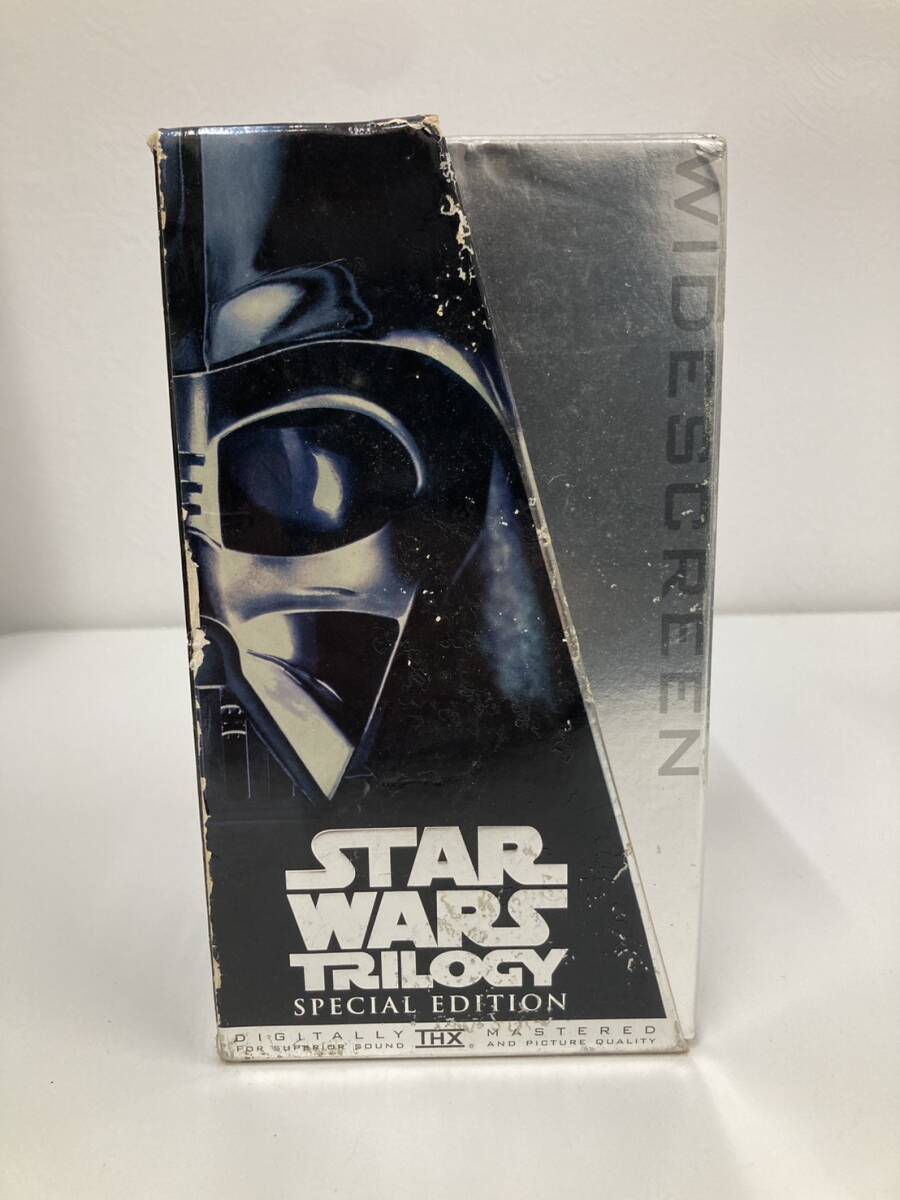 WIDESCREEN
STAR
WARS
TRILOGY
SPECIAL EDITION
DIGITALLY THX® MASTERED
FOR SUPERIOR SOUND AND PICTURE QUALITY